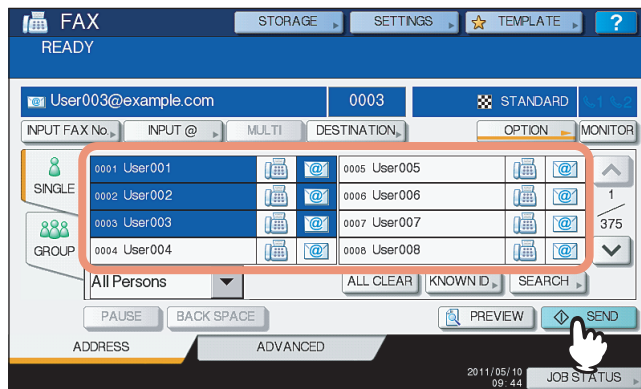 FAX STORAGE SETTINGS TEMPLATE ?
READY
@ User003@example.com 0003 STANDARD 1 2
INPUT FAX No. INPUT @ MULTI DESTINATION OPTION MONITOR
SINGLE
0001 User001 @ 0005 User005 @
0002 User002 @ 0006 User006 @
0003 User003 @ 0007 User007 @
0004 User004 @ 0008 User008 @
1
375
GROUP
All Persons ALL CLEAR KNOWN ID SEARCH
PAUSE BACK SPACE PREVIEW SEND
ADDRESS ADVANCED
2011/05/10
09:44
JOB STATUS